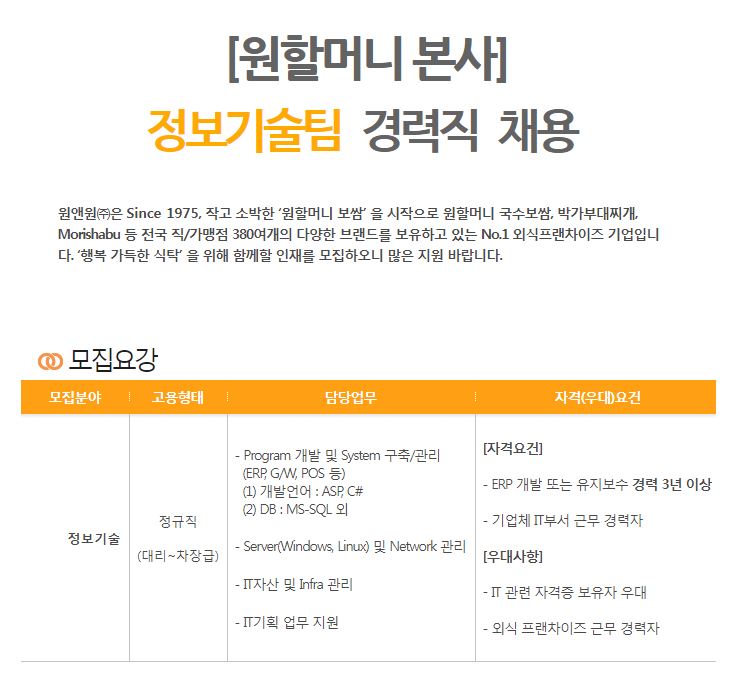 [원할머니 본사]
정보기술팀 경력직 채용
원앤원㈜은 Since 1975, 작고 소박한 ‘원할머니 보쌈’ 을 시작으로 원할머니 국수보쌈, 박가부대찌개,
Morishabu 등 전국 직/가맹점 380여개의 다양한 브랜드를 보유하고 있는 No.1 외식프랜차이즈 기업입니
다. ‘행복 가득한 식탁’ 을 위해 함께할 인재를 모집하오니 많은 지원 바랍니다.
모집요강
모집분야 고용형태 담당업무 자격(우대)요건
정보기술
정규직
(대리~차장급)
- Program 개발 및 System 구축/관리
(ERP, G/W, POS 등)
(1) 개발언어 : ASP, C#
(2) DB : MS-SQL 외
- Server(Windows, Linux) 및 Network 관리
- IT자산 및 Infra 관리
- IT기획 업무 지원
[자격요건]
- ERP 개발 또는 유지보수 경력 3년 이상
- 기업체 IT부서 근무 경력자
[우대사항]
- IT 관련 자격증 보유자 우대
- 외식 프랜차이즈 근무 경력자